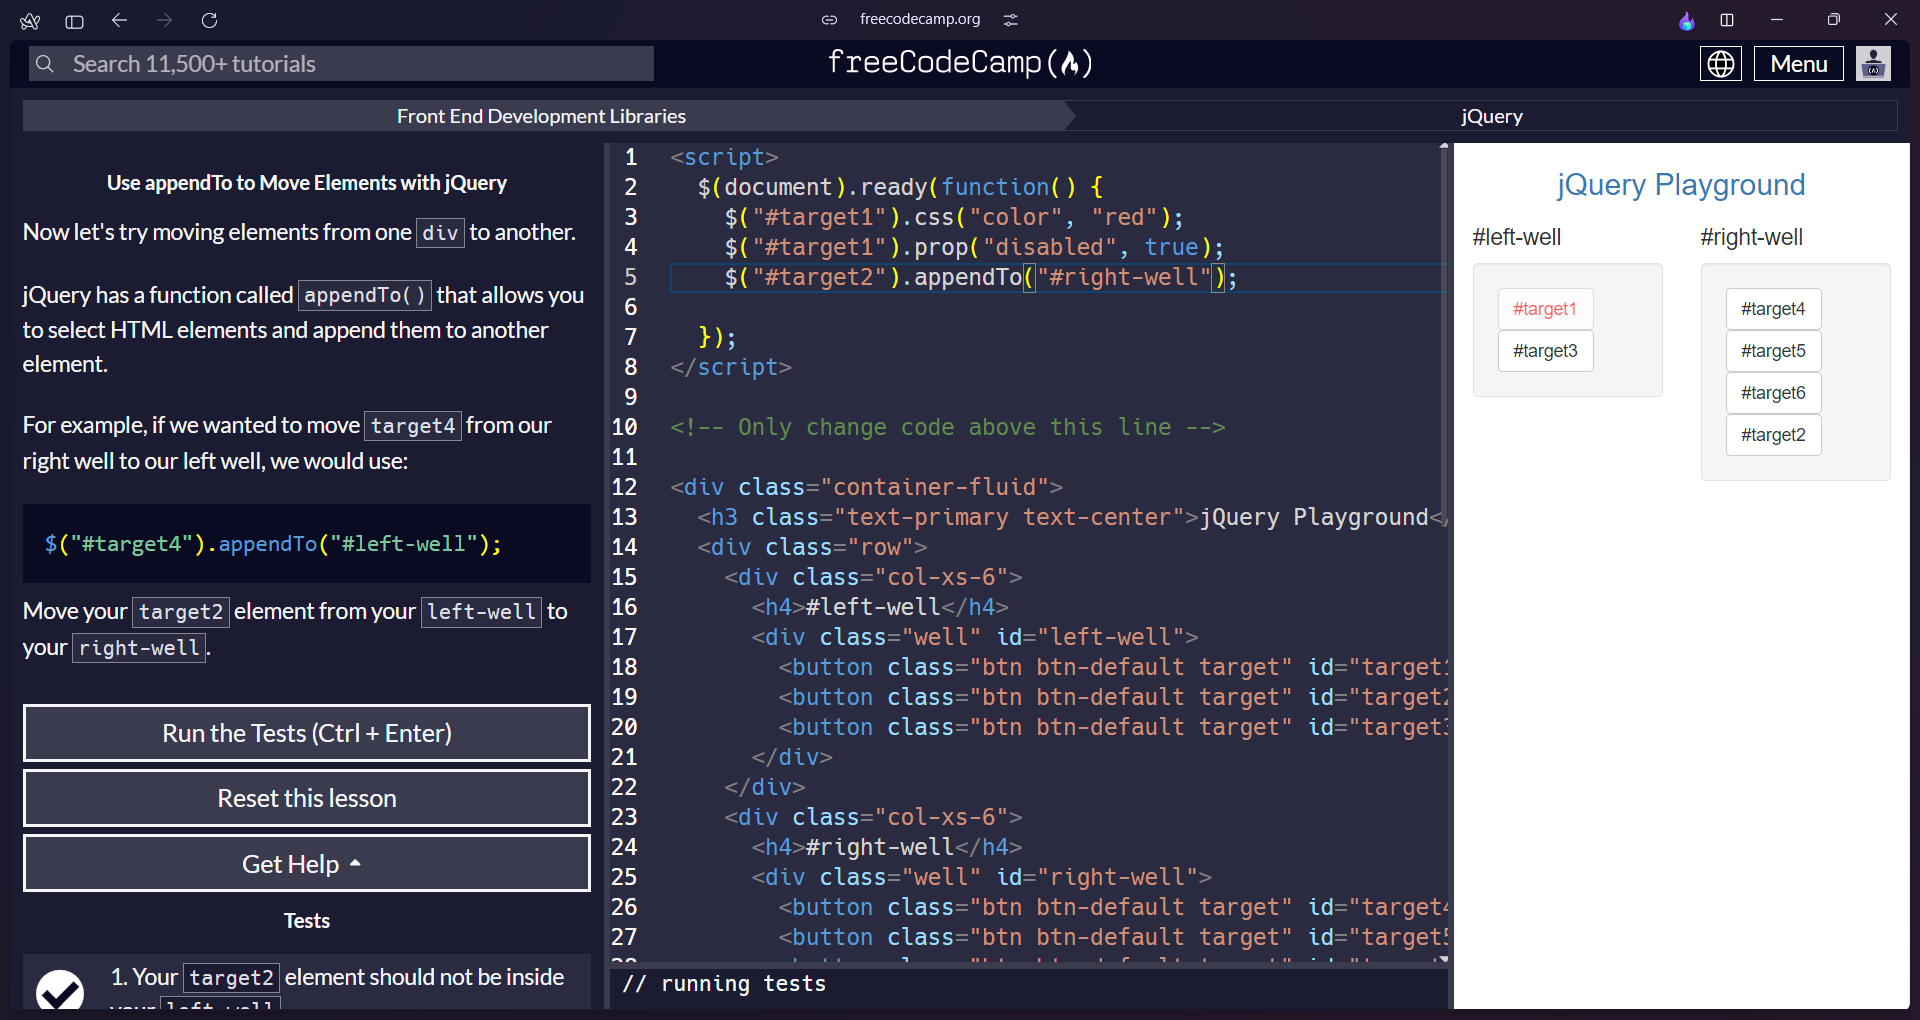 freecodecamp.org
Search 11,500+ tutorials
freeCodeCamp
Menu
Front End Development Libraries
jQuery
Use appendTo to Move Elements with jQuery
Now let's try moving elements from one div to another.
jQuery has a function called appendTo() that allows you
to select HTML elements and append them to another
element.
For example, if we wanted to move target4 from our
right well to our left well, we would use:
$("#target4").appendTo("#left-well");
Move your target2 element from your left-well to
your right-well.
Run the Tests (Ctrl + Enter)
Reset this lesson
Get Help
Tests
1. Your target2 element should not be inside
your left-well
1 <script>
2 $(document).ready(function() {
3 $("#target1").css("color", "red");
4 $("#target1").prop("disabled", true);
5 $("#target2").appendTo("#right-well");
6
7 });
8 </script>
9
10 <!-- Only change code above this line -->
11
12 <div class="container-fluid">
13 <h3 class="text-primary text-center">jQuery Playground</
14 <div class="row">
15 <div class="col-xs-6">
16 <h4>#left-well</h4>
17 <div class="well" id="left-well">
18 <button class="btn btn-default target" id="target1
19 <button class="btn btn-default target" id="target2
20 <button class="btn btn-default target" id="target3
21 </div>
22 </div>
23 <div class="col-xs-6">
24 <h4>#right-well</h4>
25 <div class="well" id="right-well">
26 <button class="btn btn-default target" id="target4
27 <button class="btn btn-default target" id="target5
// running tests
jQuery Playground
#left-well
#target1
#target3
#right-well
#target4
#target5
#target6
#target2